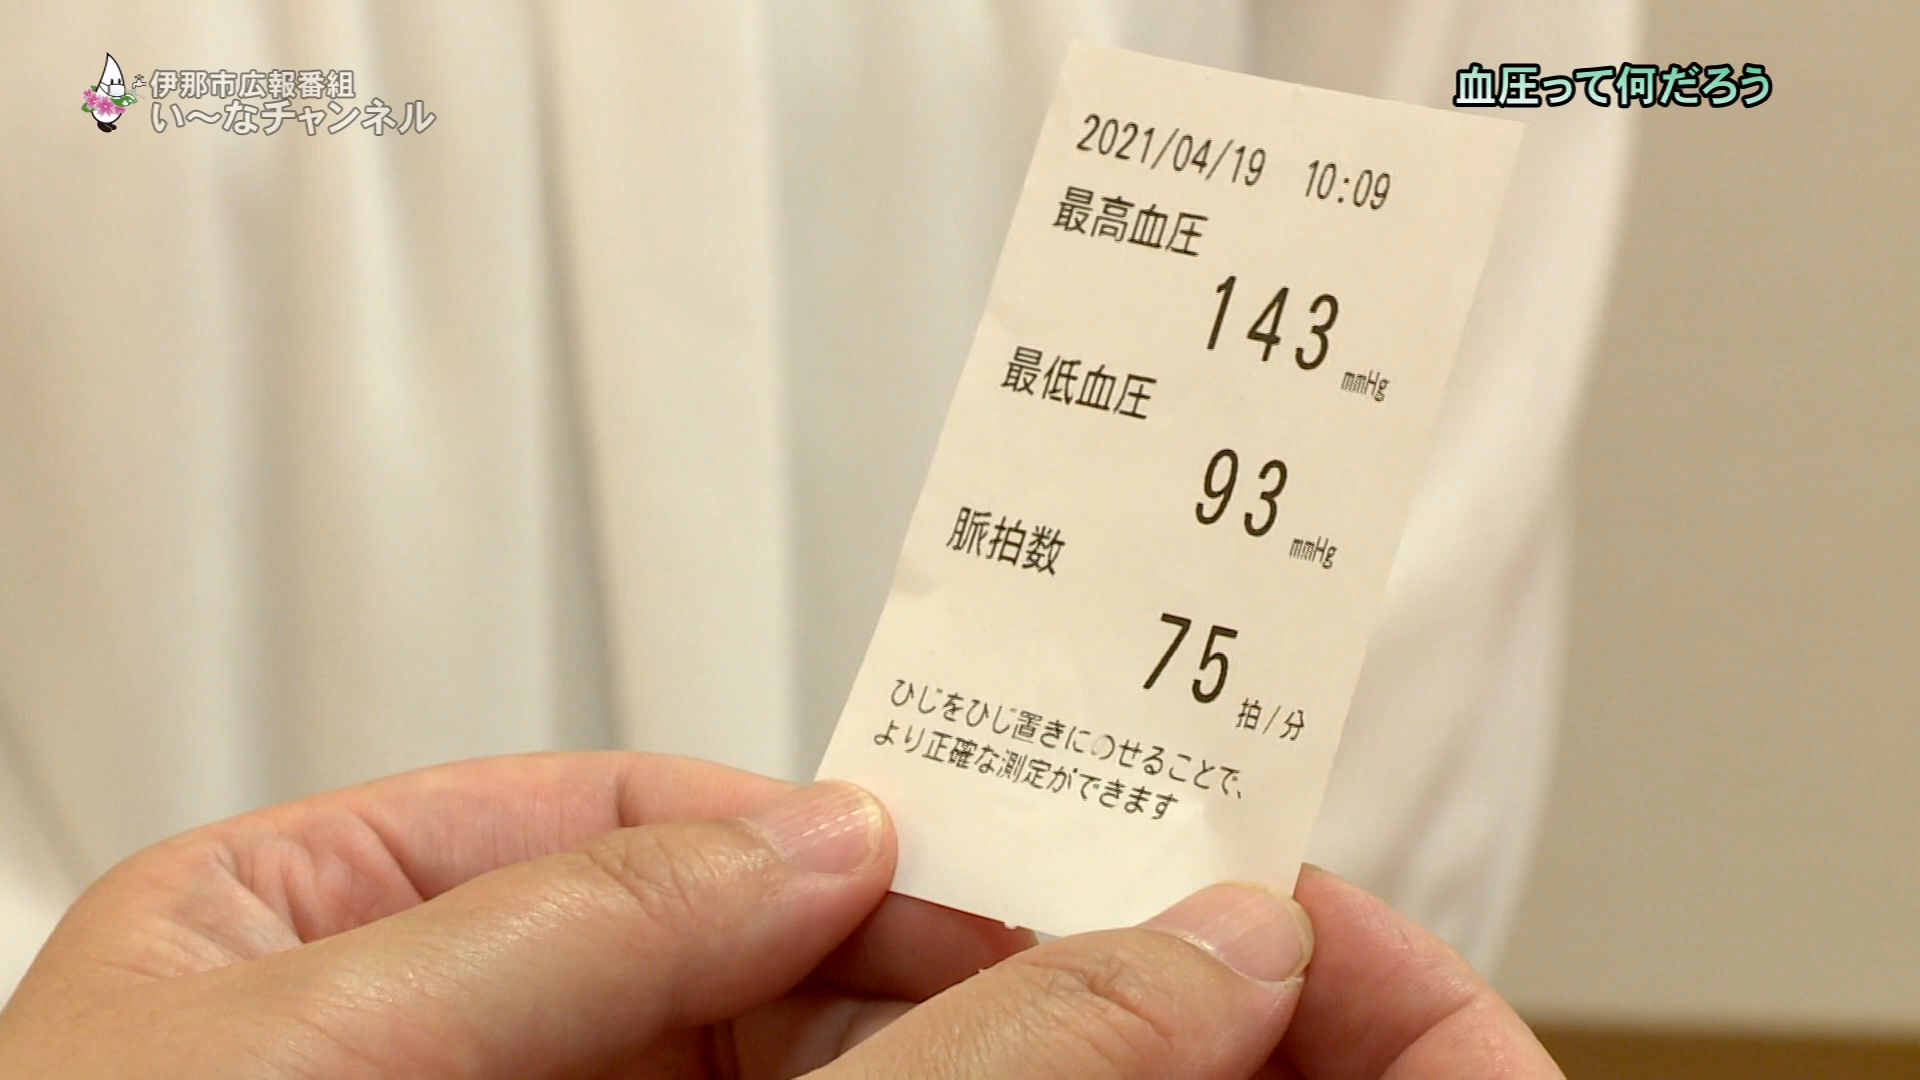 伊那市広報番組
い〜なチャンネル
血圧って何だろう
2021/04/19 10:09
最高血圧
143 mmHg
最低血圧
93 mmHg
脈拍数
75 拍/分
ひじをひじ置きにのせることで、
より正確な測定ができます